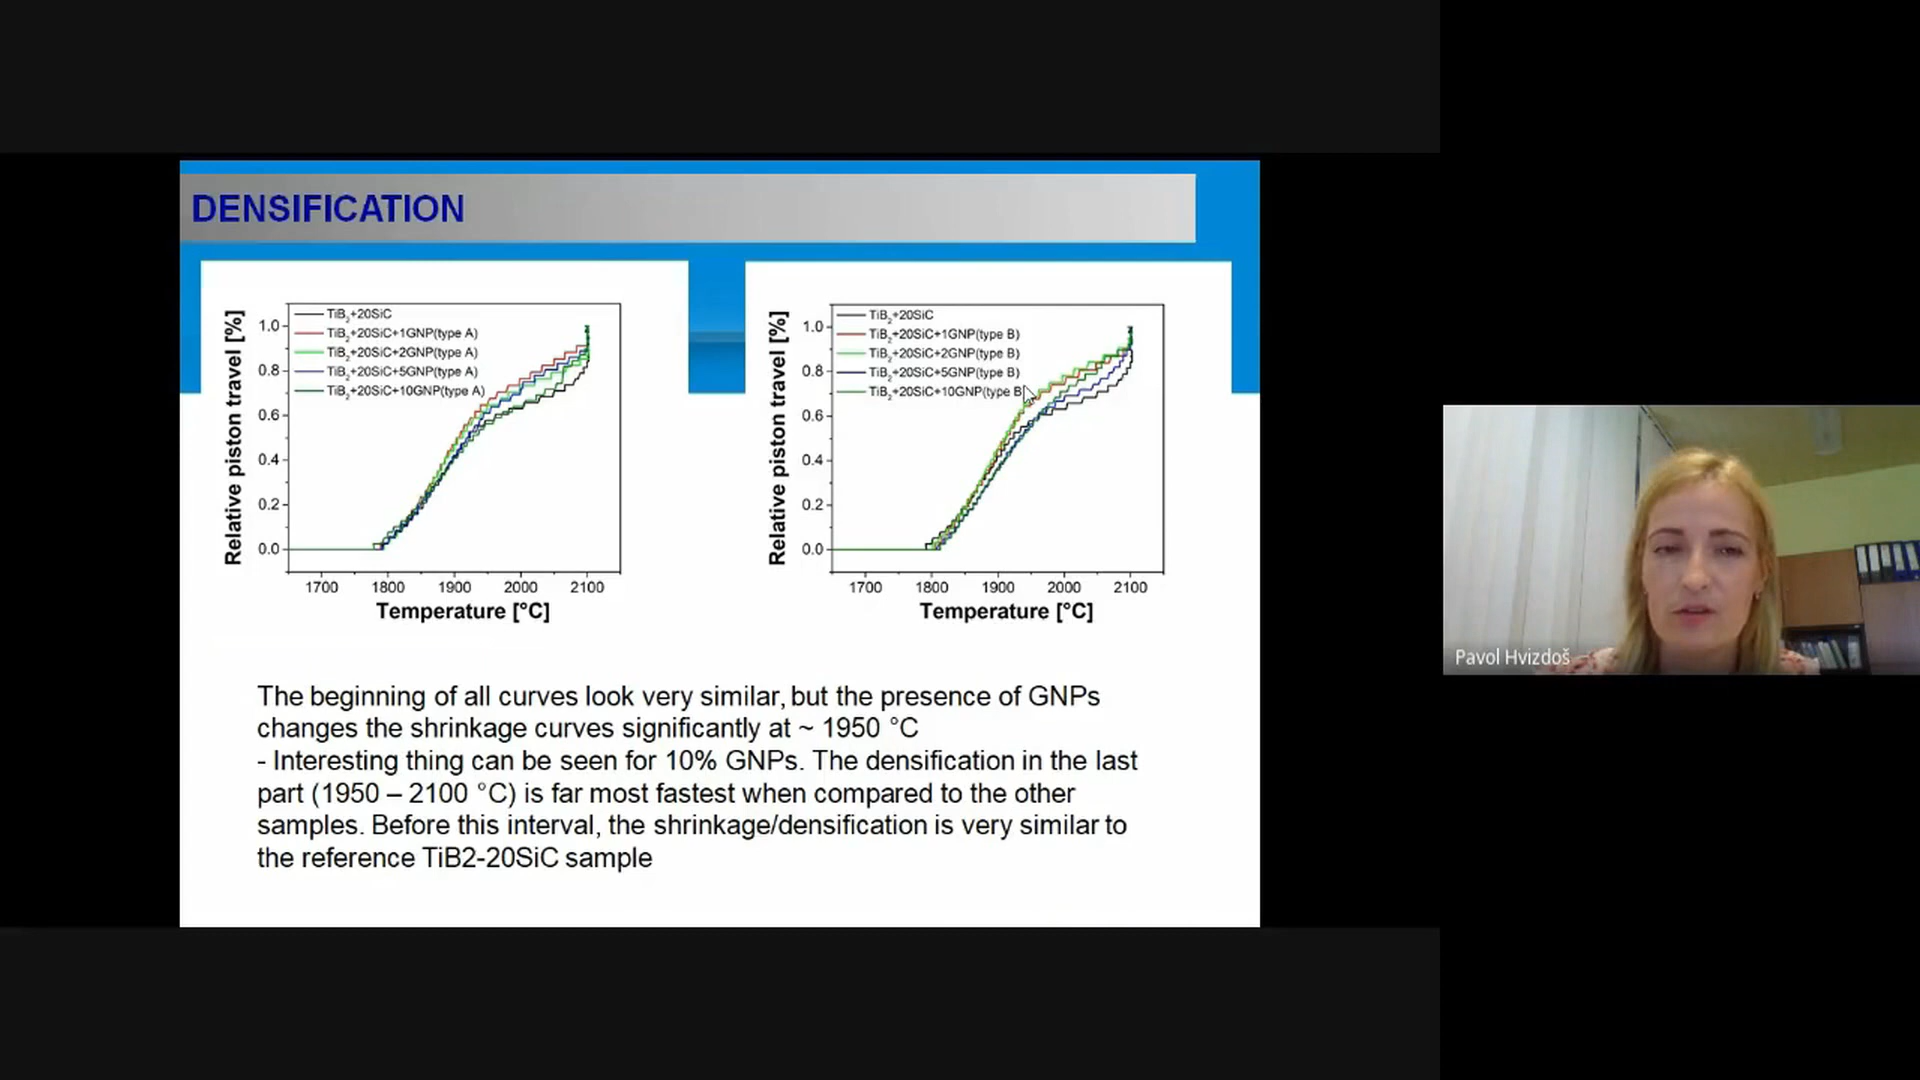 DENSIFICATION
Relative piston travel [%]
1.0
0.8
0.6
0.4
0.2
0.0
TiB2+20SiC
TiB2+20SiC+1GNP(type A)
TiB2+20SiC+2GNP(type A)
TiB2+20SiC+5GNP(type A)
TiB2+20SiC+10GNP(type A)
1700 1800 1900 2000 2100
Temperature [°C]
Relative piston travel [%]
1.0
0.8
0.6
0.4
0.2
0.0
TiB2+20SiC
TiB2+20SiC+1GNP(type B)
TiB2+20SiC+2GNP(type B)
TiB2+20SiC+5GNP(type B)
TiB2+20SiC+10GNP(type B)
1700 1800 1900 2000 2100
Temperature [°C]
The beginning of all curves look very similar, but the presence of GNPs
changes the shrinkage curves significantly at ~ 1950 °C
- Interesting thing can be seen for 10% GNPs. The densification in the last
part (1950 – 2100 °C) is far most fastest when compared to the other
samples. Before this interval, the shrinkage/densification is very similar to
the reference TiB2-20SiC sample
Pavol Hvizdoš